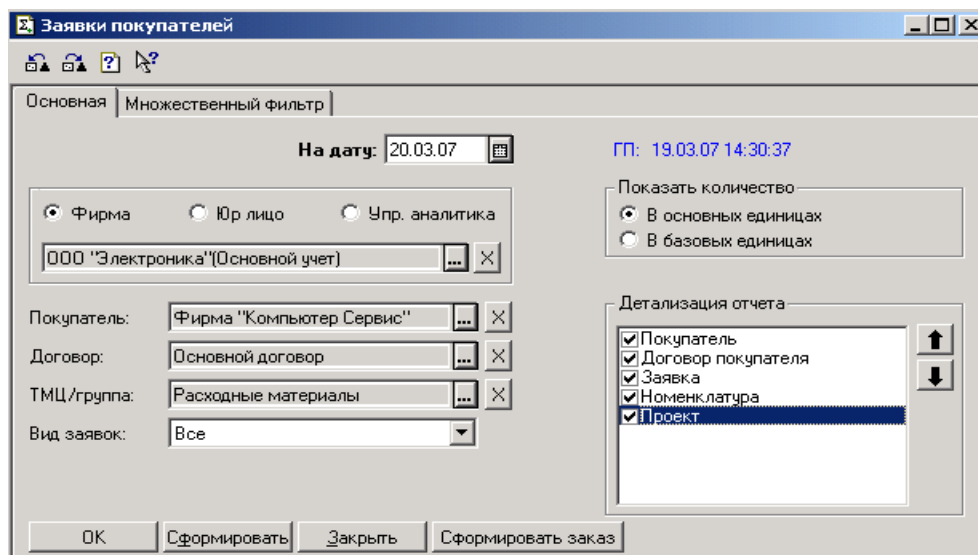 Заявки покупателей
Основная Множественный фильтр
На дату: 20.03.07 ГП: 19.03.07 14:30:37
Фирма Юр лицо Упр. аналитика
ООО "Электроника"(Основной учет) ... X
Показать количество
В основных единицах
В базовых единицах
Покупатель: Фирма "Компьютер Сервис" ... X
Договор: Основной договор ... X
ТМЦ/группа: Расходные материалы ... X
Вид заявок: Все
Детализация отчета
Покупатель
Договор покупателя
Заявка
Номенклатура
Проект
OK Сформировать Закрыть Сформировать заказ